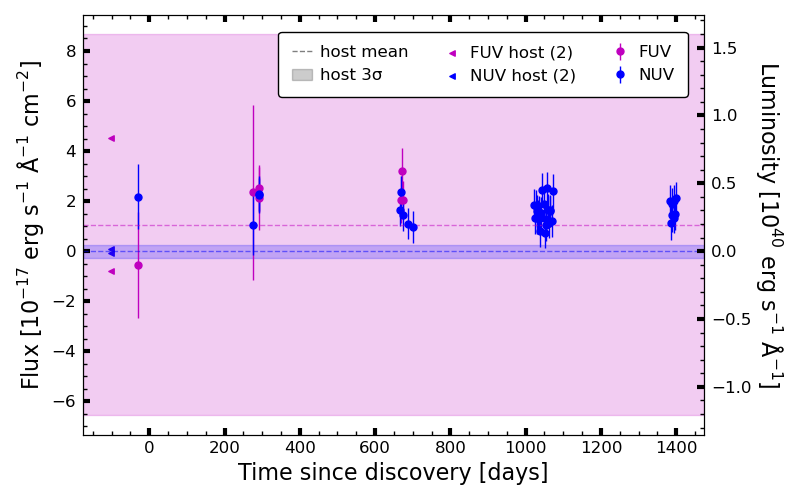 host mean
host 3σ
FUV host (2)
NUV host (2)
FUV
NUV
8
6
4
2
0
−2
−4
−6
Flux [10⁻¹⁷ erg s⁻¹ Å⁻¹ cm⁻²]
1.5
1.0
0.5
0.0
−0.5
−1.0
Luminosity [10⁴⁰ erg s⁻¹ Å⁻¹]
0 200 400 600 800 1000 1200 1400
Time since discovery [days]